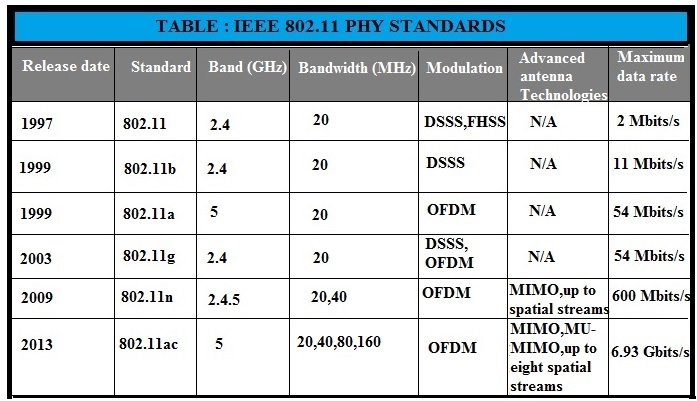 TABLE : IEEE 802.11 PHY STANDARDS
Release date Standard Band (GHz) Bandwidth (MHz) Modulation Advanced antenna Technologies Maximum data rate
1997 802.11 2.4 20 DSSS,FHSS N/A 2 Mbits/s
1999 802.11b 2.4 20 DSSS N/A 11 Mbits/s
1999 802.11a 5 20 OFDM N/A 54 Mbits/s
2003 802.11g 2.4 20 DSSS, OFDM N/A 54 Mbits/s
2009 802.11n 2.4.5 20,40 OFDM MIMO,up to spatial streams 600 Mbits/s
2013 802.11ac 5 20,40,80,160 OFDM MIMO,MU-MIMO,up to eight spatial streams 6.93 Gbits/s